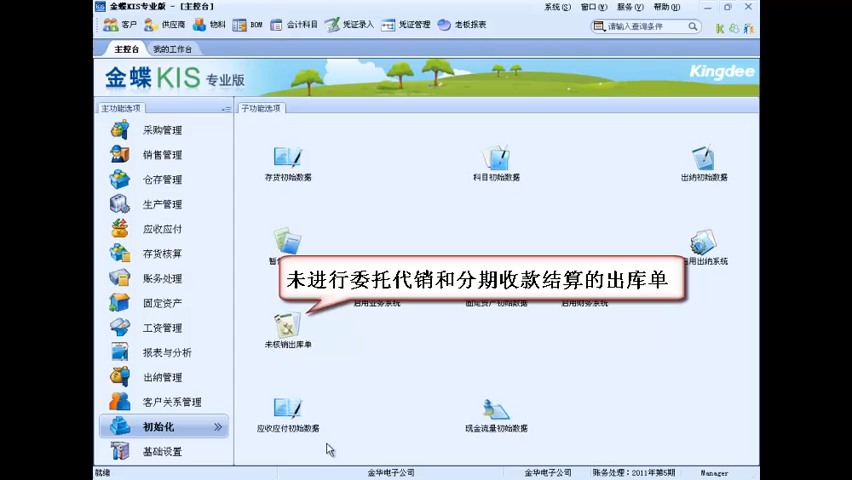 金蝶KIS专业版 - [主控台]
系统(S) 窗口(W) 服务(V) 帮助(H)
客户 供应商 物料 BOM 会计科目 凭证录入 凭证管理 老板报表
请输入查询条件
主控台 我的工作台
金蝶KIS专业版
Kingdee
主功能选项
子功能选项
采购管理
销售管理
仓存管理
生产管理
应收应付
存货核算
账务处理
固定资产
工资管理
报表与分析
出纳管理
客户关系管理
初始化
基础设置
存货初始数据
科目初始数据
出纳初始数据
暂
启用出纳系统
未进行委托代销和分期收款结算的出库单
启用业务系统
固定资产初始数据
启用财务系统
未核销出库单
应收应付初始数据
现金流量初始数据
就绪
金华电子公司
金华电子公司
账务处理：2011年第5期
Manager